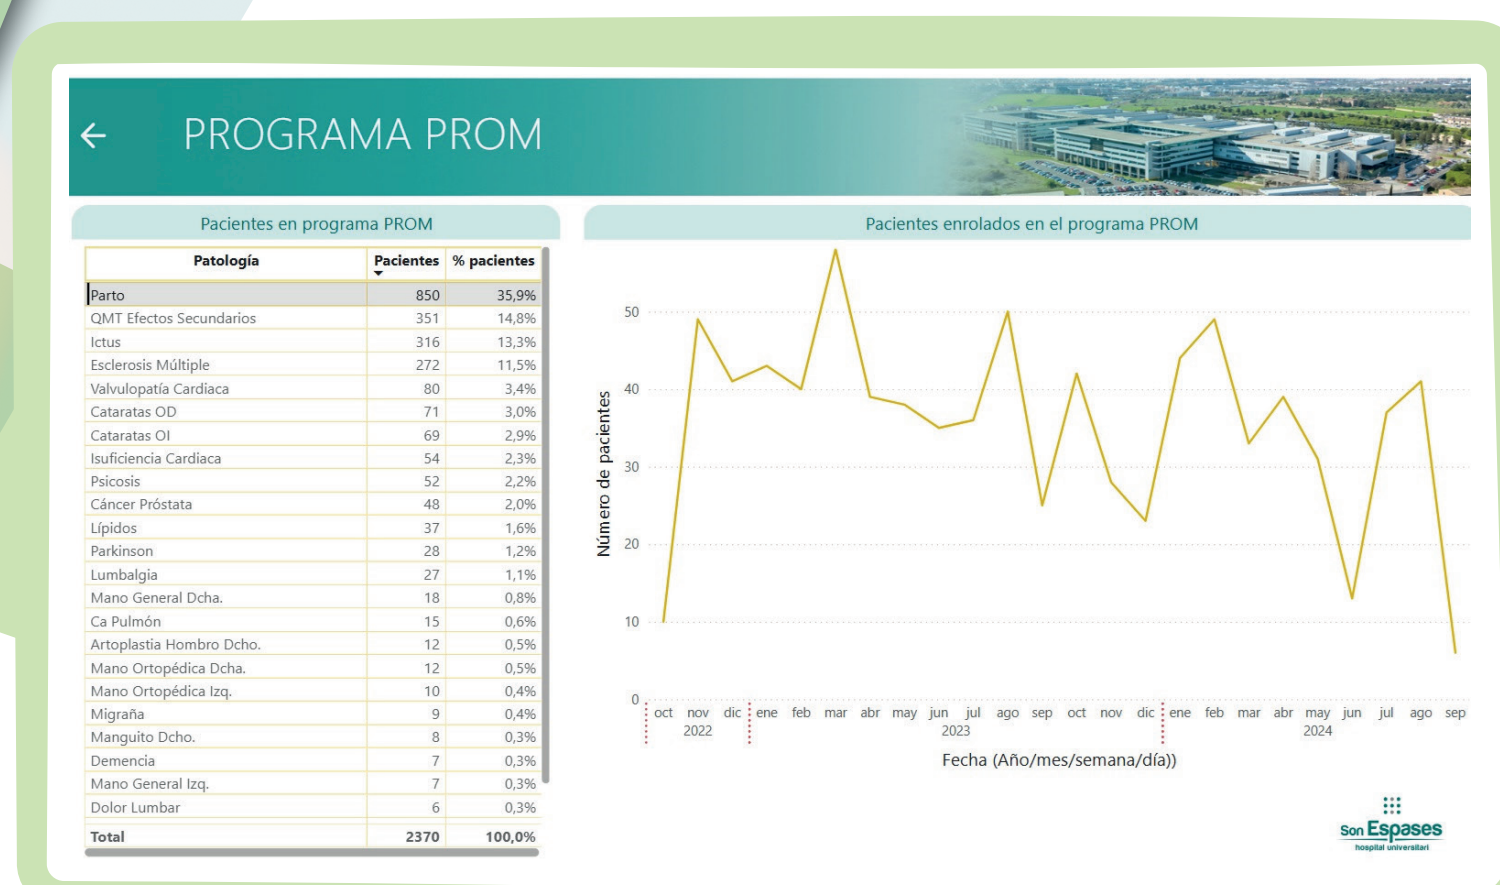 PROGRAMA PROM
Pacientes en programa PROM
Patología Pacientes % pacientes
Parto 850 35,9%
QMT Efectos Secundarios 351 14,8%
Ictus 316 13,3%
Esclerosis Múltiple 272 11,5%
Valvulopatía Cardiaca 80 3,4%
Cataratas OD 71 3,0%
Cataratas OI 69 2,9%
Isuficiencia Cardiaca 54 2,3%
Psicosis 52 2,2%
Cáncer Próstata 48 2,0%
Lípidos 37 1,6%
Parkinson 28 1,2%
Lumbalgia 27 1,1%
Mano General Dcha. 18 0,8%
Ca Pulmón 15 0,6%
Artoplastia Hombro Dcho. 12 0,5%
Mano Ortopédica Dcha. 12 0,5%
Mano Ortopédica Izq. 10 0,4%
Migraña 9 0,4%
Manguito Dcho. 8 0,3%
Demencia 7 0,3%
Mano General Izq. 7 0,3%
Dolor Lumbar 6 0,3%
Total 2370 100,0%
Pacientes enrolados en el programa PROM
Número de pacientes
50
40
30
20
10
0
oct nov dic ene feb mar abr may jun jul ago sep oct nov dic ene feb mar abr may jun jul ago sep
2022 2023 2024
Fecha (Año/mes/semana/día))
Son Espases
hospital universitari